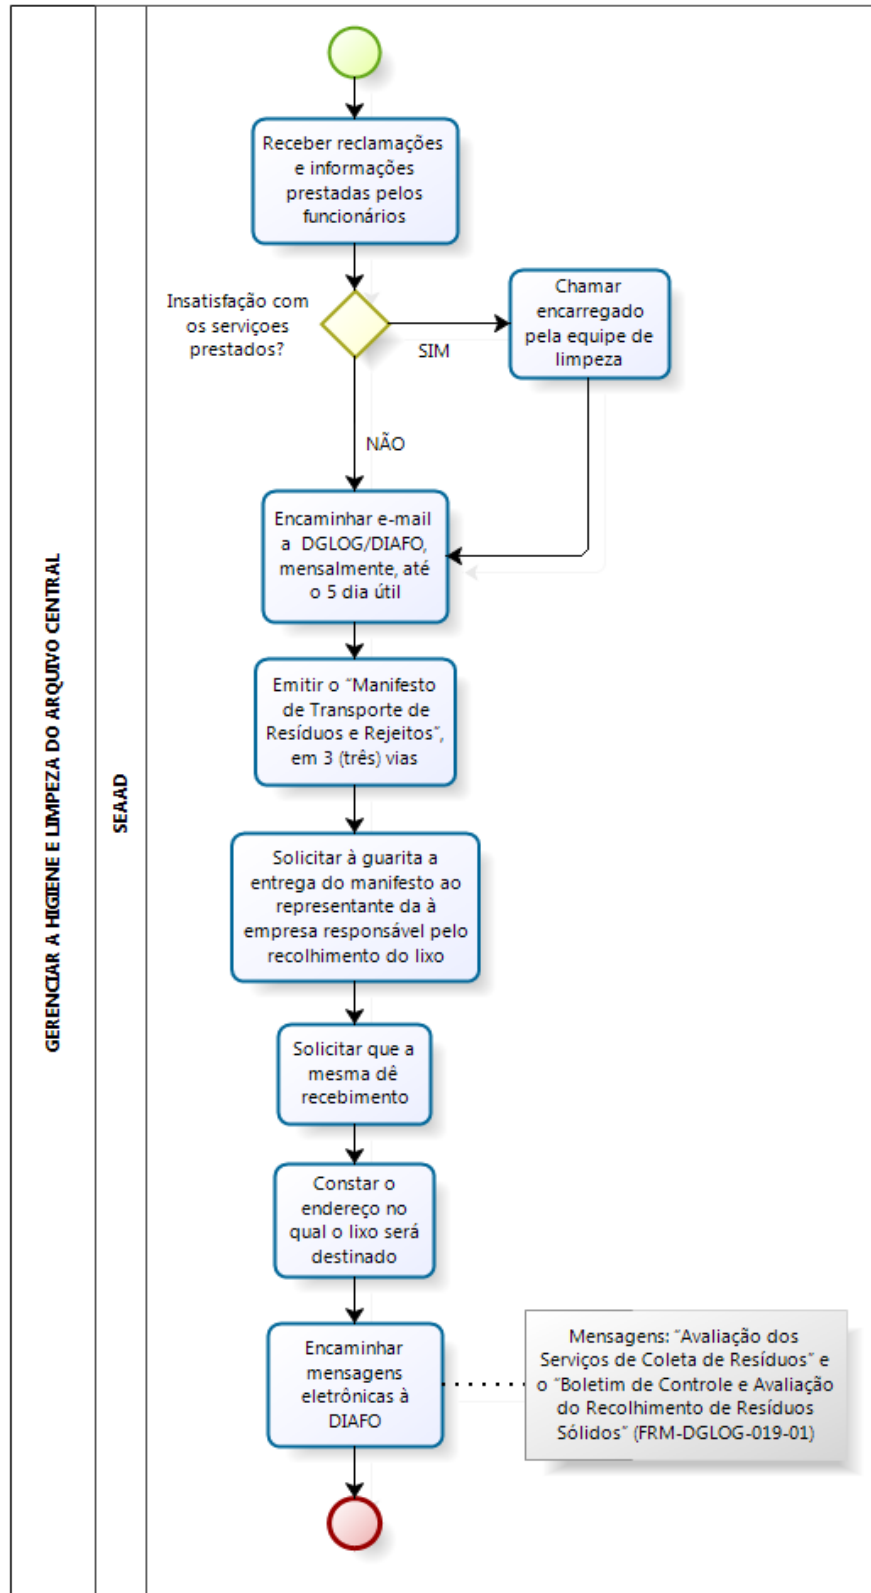 GERENCIAR A HIGIENE E LIMPEZA DO ARQUIVO CENTRAL
SEAAD
Receber reclamações
e informações
prestadas pelos
funcionários
Insatisfação com
os serviçoes
prestados?
SIM
Chamar
encarregado
pela equipe de
limpeza
NÃO
Encaminhar e-mail
a DGLOG/DIAFO,
mensalmente, até
o 5 dia útil
Emitir o “Manifesto
de Transporte de
Resíduos e Rejeitos”,
em 3 (três) vias
Solicitar à guarita a
entrega do manifesto ao
representante da à
empresa responsável pelo
recolhimento do lixo
Solicitar que a
mesma dê
recebimento
Constar o
endereço no
qual o lixo será
destinado
Encaminhar
mensagens
eletrônicas à
DIAFO
Mensagens: “Avaliação dos
Serviços de Coleta de Resíduos” e
o “Boletim de Controle e Avaliação
do Recolhimento de Resíduos
Sólidos” (FRM-DGLOG-019-01)